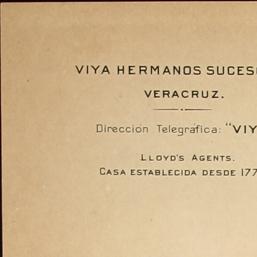 VIYA HERMANOS SUCES
VERACRUZ.
Dirección Telegráfica: "VIY
LLOYD'S AGENTS.
CASA ESTABLECIDA DESDE 177